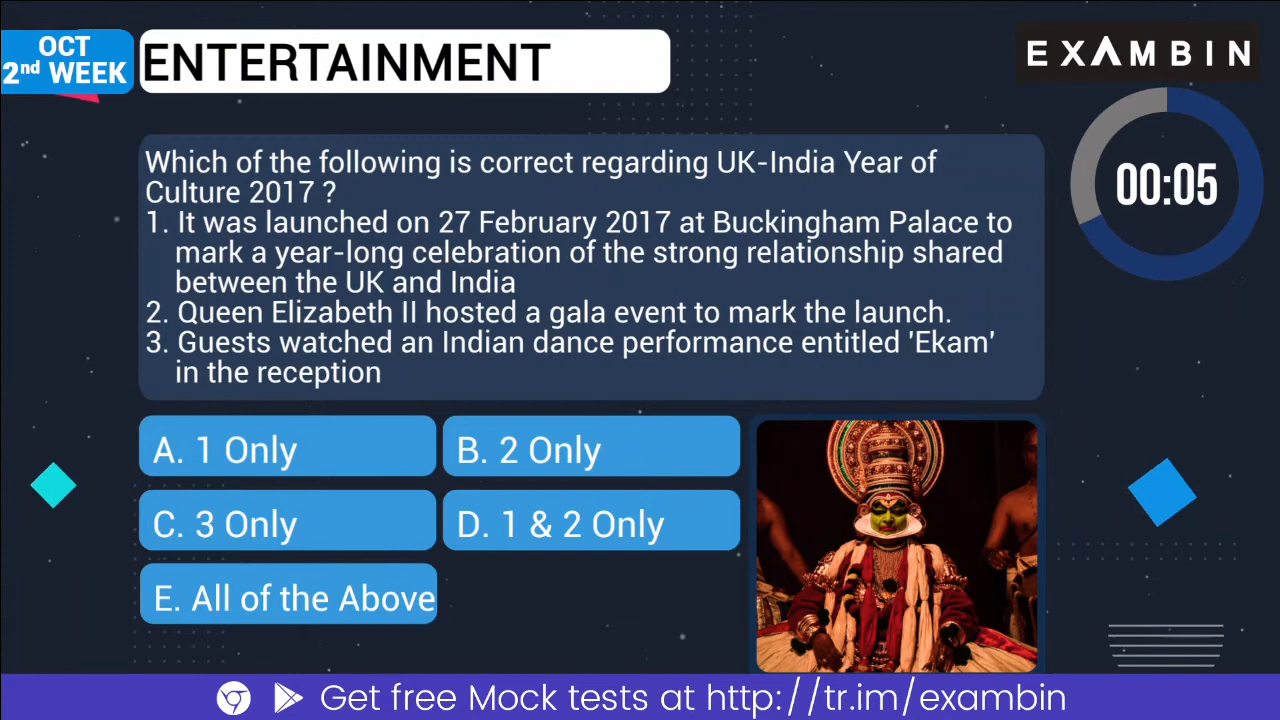 OCT
2nd WEEK
ENTERTAINMENT
EXAMBIN
00:05
Which of the following is correct regarding UK-India Year of
Culture 2017 ?
1. It was launched on 27 February 2017 at Buckingham Palace to
mark a year-long celebration of the strong relationship shared
between the UK and India
2. Queen Elizabeth II hosted a gala event to mark the launch.
3. Guests watched an Indian dance performance entitled 'Ekam'
in the reception
A. 1 Only
B. 2 Only
C. 3 Only
D. 1 & 2 Only
E. All of the Above
Get free Mock tests at http://tr.im/exambin